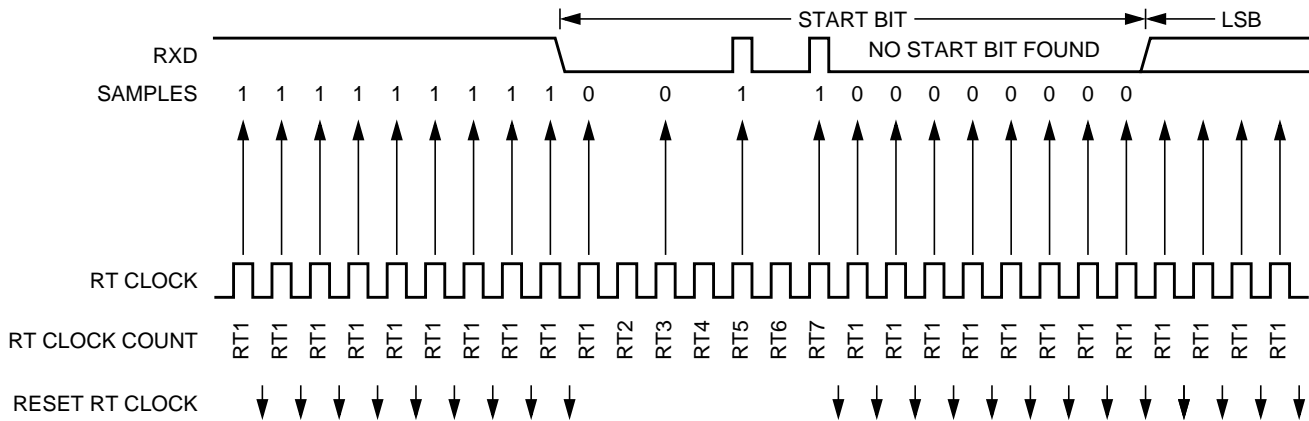 START BIT LSB
RXD NO START BIT FOUND
SAMPLES 1 1 1 1 1 1 1 1 1 0 0 1 1 0 0 0 0 0 0 0 0
RT CLOCK
RT CLOCK COUNT RT1 RT1 RT1 RT1 RT1 RT1 RT1 RT1 RT1 RT1 RT2 RT3 RT4 RT5 RT6 RT7 RT1 RT1 RT1 RT1 RT1 RT1 RT1 RT1 RT1 RT1 RT1 RT1
RESET RT CLOCK